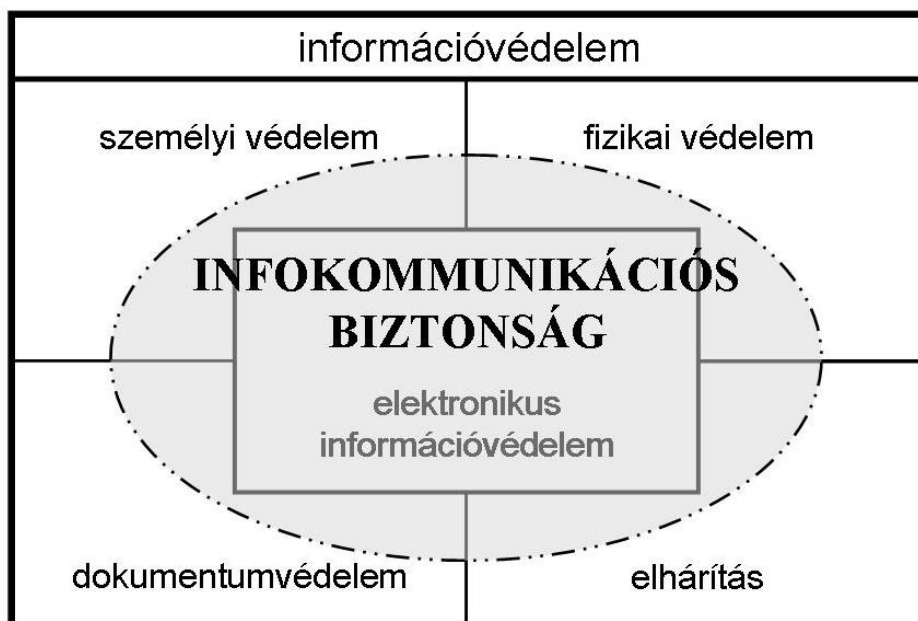 információvédelem
személyi védelem
fizikai védelem
INFOKOMMUNIKÁCIÓS
BIZTONSÁG
elektronikus
információvédelem
dokumentumvédelem
elhárítás